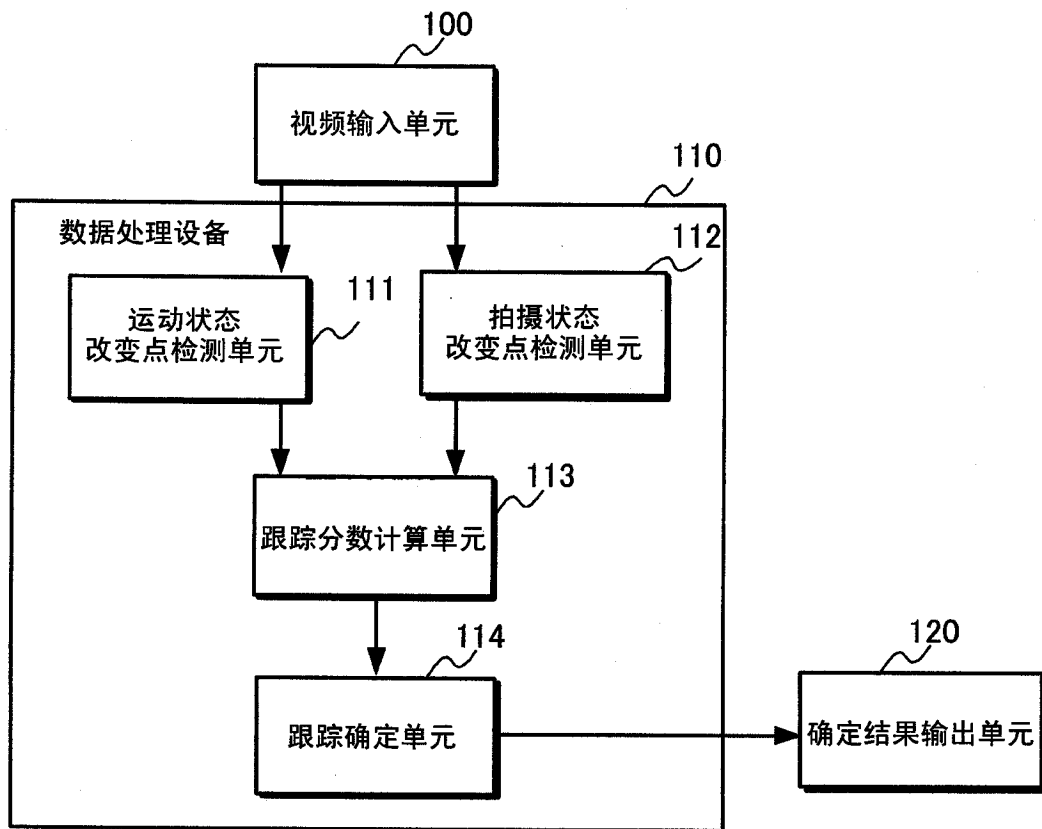 100
视频输入单元
110
数据处理设备
112
111
运动状态
改变点检测单元
拍摄状态
改变点检测单元
113
跟踪分数计算单元
114
跟踪确定单元
120
确定结果输出单元